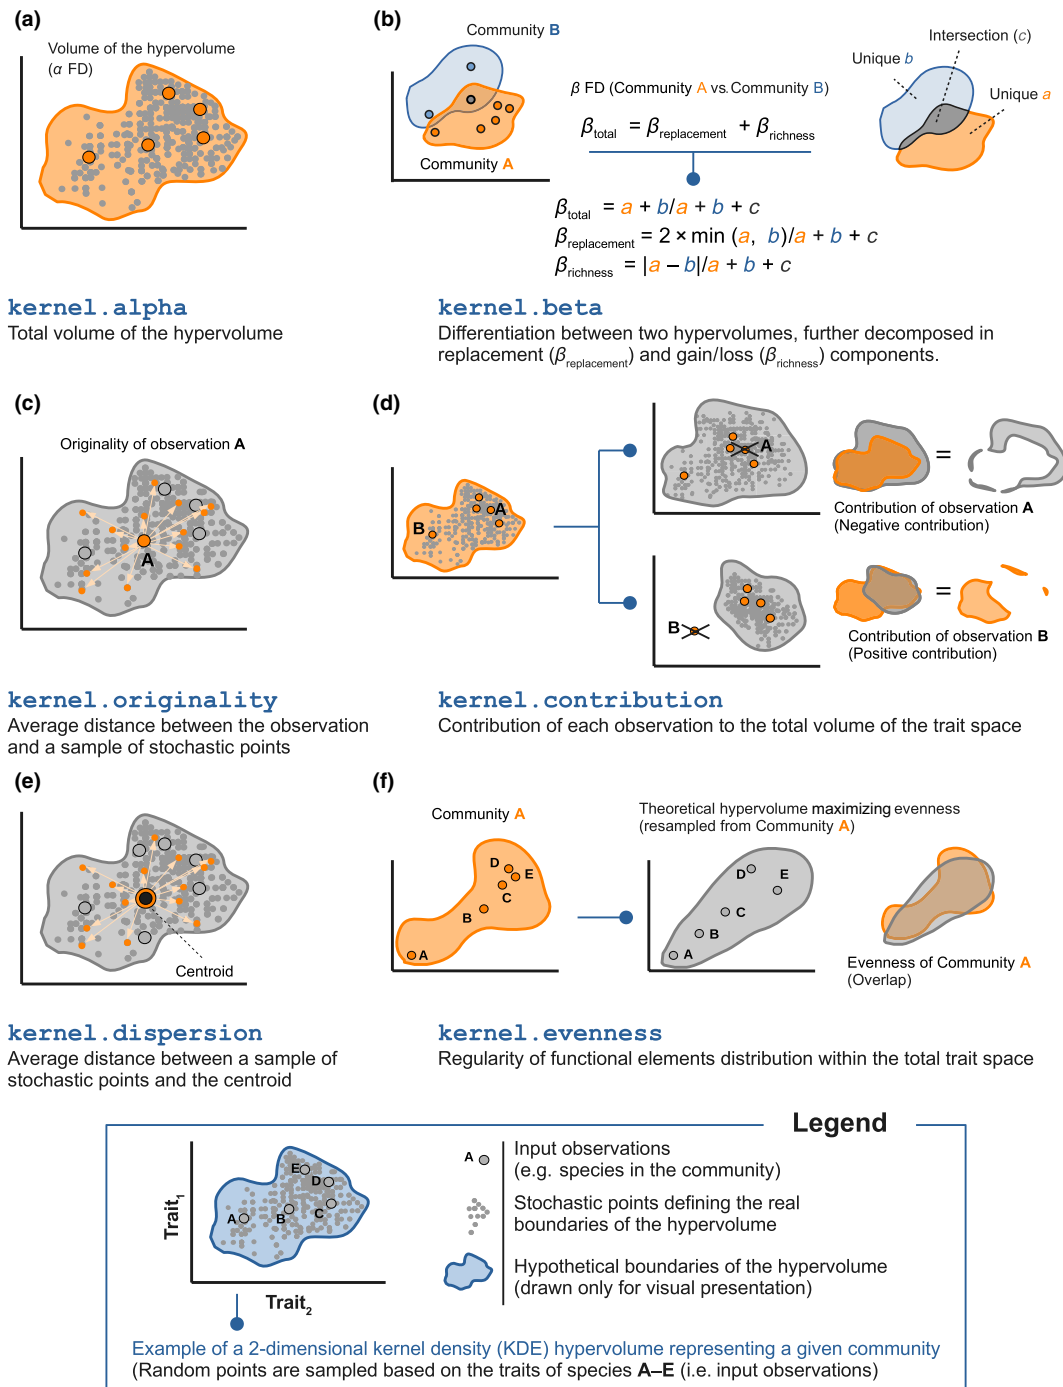 (a)
Volume of the hypervolume
(α FD)
kernel.alpha
Total volume of the hypervolume
(b)
Community B
Community A
β FD (Community A vs. Community B)
βtotal = βreplacement + βrichness
Intersection (c)
Unique b
Unique a
βtotal = a + b/a + b + c
βreplacement = 2 × min (a, b)/a + b + c
βrichness = |a – b|/a + b + c
kernel.beta
Differentiation between two hypervolumes, further decomposed in
replacement (βreplacement) and gain/loss (βrichness) components.
(c)
Originality of observation A
A
kernel.originality
Average distance between the observation
and a sample of stochastic points
(d)
B
A
A
=
Contribution of observation A
(Negative contribution)
B
=
Contribution of observation B
(Positive contribution)
kernel.contribution
Contribution of each observation to the total volume of the trait space
(e)
Centroid
kernel.dispersion
Average distance between a sample of
stochastic points and the centroid
(f)
Community A
D
E
C
B
A
Theoretical hypervolume maximizing evenness
(resampled from Community A)
D
E
C
B
A
Evenness of Community A
(Overlap)
kernel.evenness
Regularity of functional elements distribution within the total trait space
Legend
Trait1
E
D
A
B
C
Trait2
A
Input observations
(e.g. species in the community)
Stochastic points defining the real
boundaries of the hypervolume
Hypothetical boundaries of the hypervolume
(drawn only for visual presentation)
Example of a 2-dimensional kernel density (KDE) hypervolume representing a given community
(Random points are sampled based on the traits of species A–E (i.e. input observations)